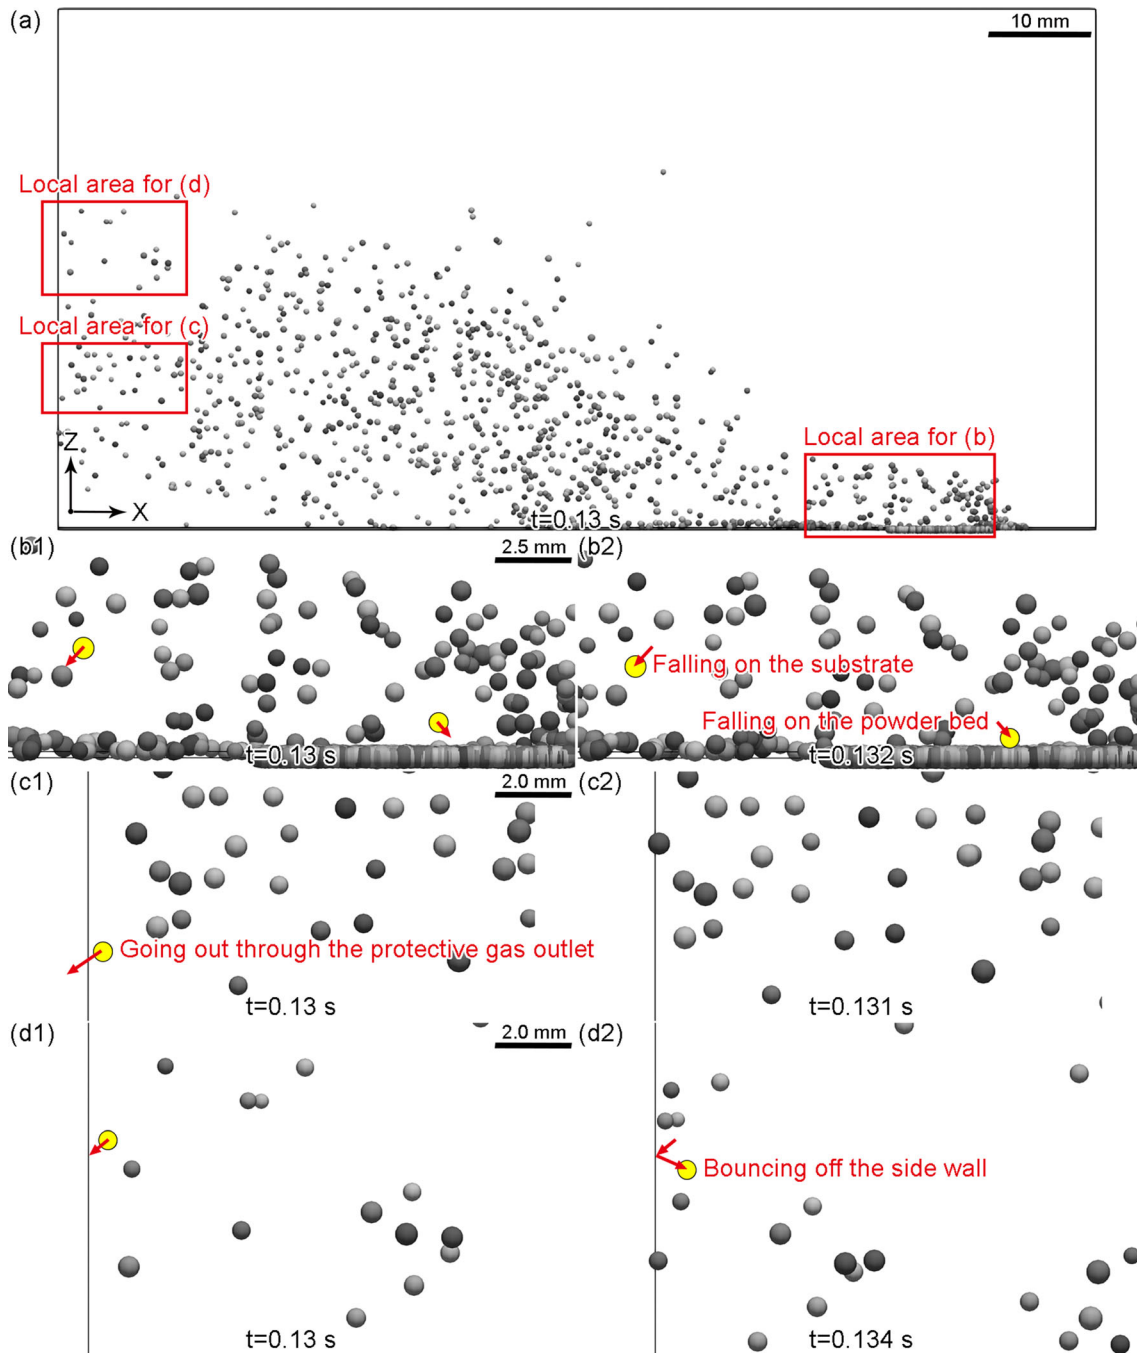 (a)
10 mm
Local area for (d)
Local area for (c)
Z
X
Local area for (b)
t=0.13 s
(b1)
2.5 mm
(b2)
Falling on the substrate
Falling on the powder bed
t=0.13 s
t=0.132 s
(c1)
2.0 mm
(c2)
Going out through the protective gas outlet
t=0.13 s
t=0.131 s
(d1)
2.0 mm
(d2)
Bouncing off the side wall
t=0.13 s
t=0.134 s